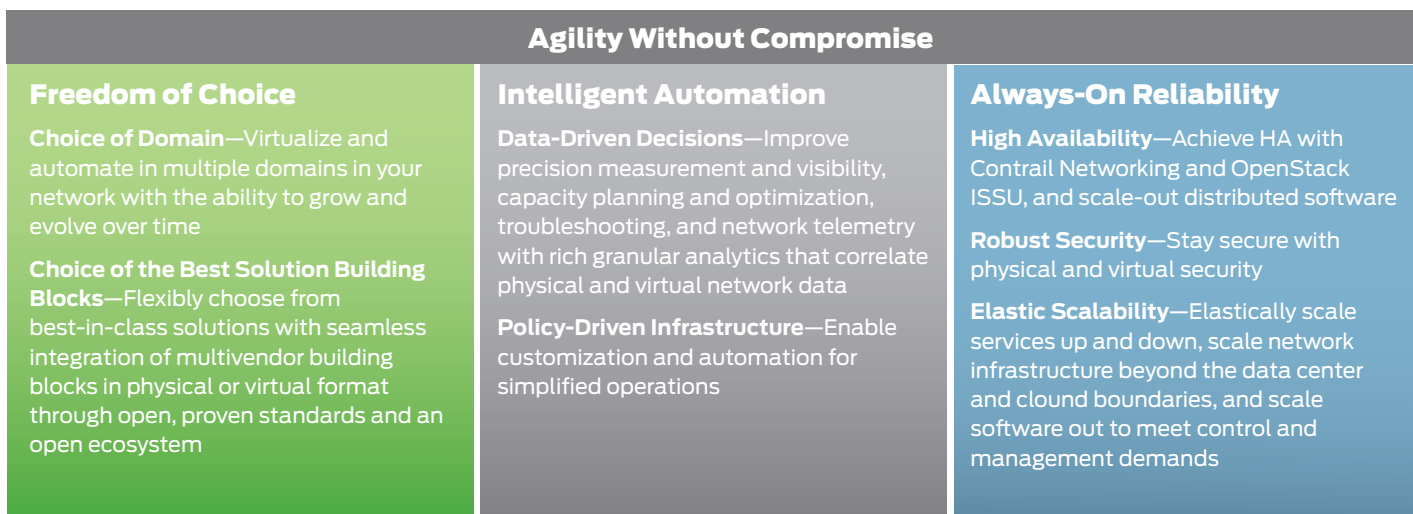 Agility Without Compromise
Freedom of Choice
Choice of Domain—Virtualize and
automate in multiple domains in your
network with the ability to grow and
evolve over time
Choice of the Best Solution Building
Blocks—Flexibly choose from
best-in-class solutions with seamless
integration of multivendor building
blocks in physical or virtual format
through open, proven standards and an
open ecosystem
Intelligent Automation
Data-Driven Decisions—Improve
precision measurement and visibility,
capacity planning and optimization,
troubleshooting, and network telemetry
with rich granular analytics that correlate
physical and virtual network data
Policy-Driven Infrastructure—Enable
customization and automation for
simplified operations
Always-On Reliability
High Availability—Achieve HA with
Contrail Networking and OpenStack
ISSU, and scale-out distributed software
Robust Security—Stay secure with
physical and virtual security
Elastic Scalability—Elastically scale
services up and down, scale network
infrastructure beyond the data center
and clound boundaries, and scale
software out to meet control and
management demands